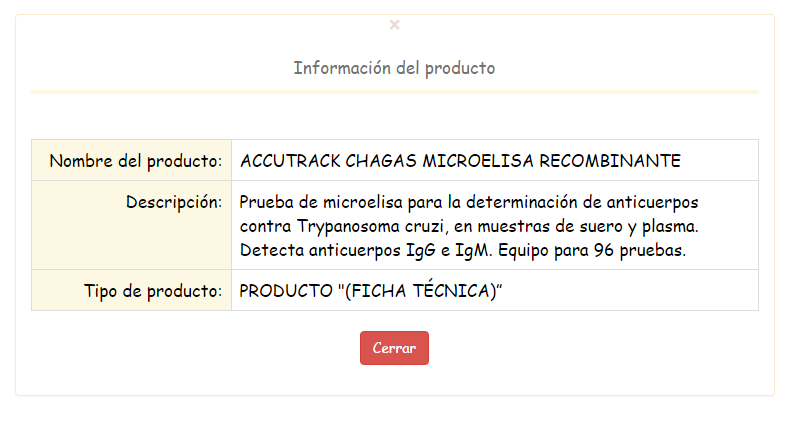 ×
Información del producto
Nombre del producto: ACCUTRACK CHAGAS MICROELISA RECOMBINANTE
Descripción: Prueba de microelisa para la determinación de anticuerpos
contra Trypanosoma cruzi, en muestras de suero y plasma.
Detecta anticuerpos IgG e IgM. Equipo para 96 pruebas.
Tipo de producto: PRODUCTO "(FICHA TÉCNICA)”
Cerrar